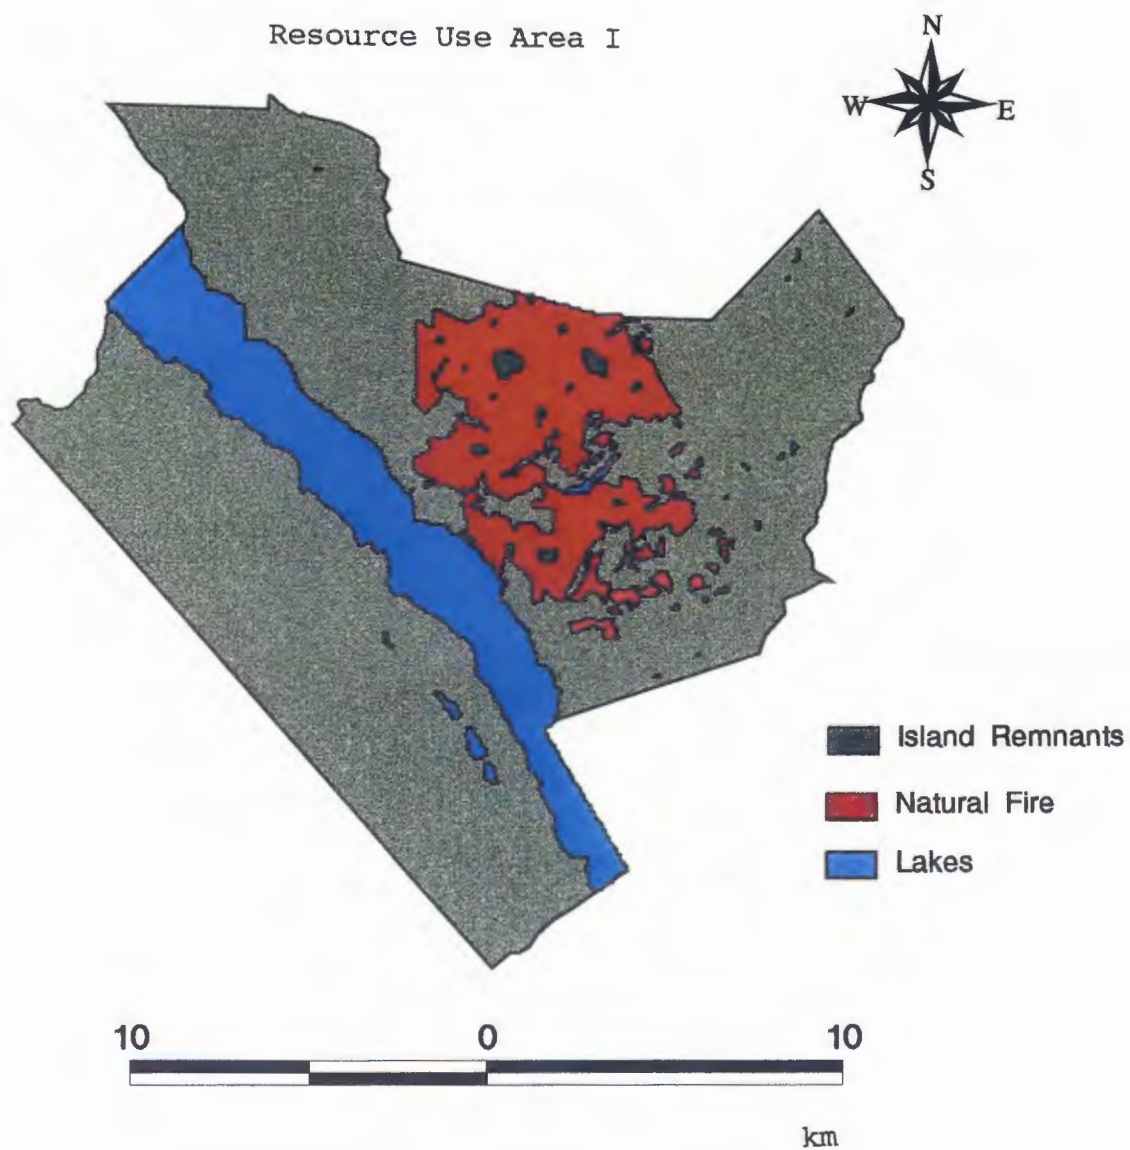 Resource Use Area I
N
W E
S
Island Remnants
Natural Fire
Lakes
10 0 10
km